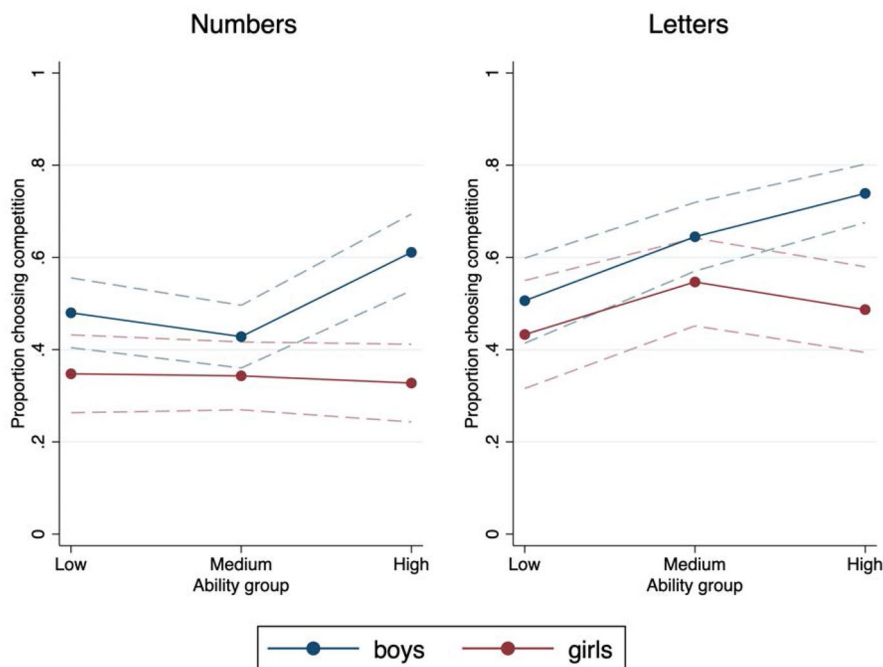 Numbers
Proportion choosing competition
1
.8
.6
.4
.2
0
Low Medium High
Ability group
Letters
Proportion choosing competition
1
.8
.6
.4
.2
0
Low Medium High
Ability group
boys girls